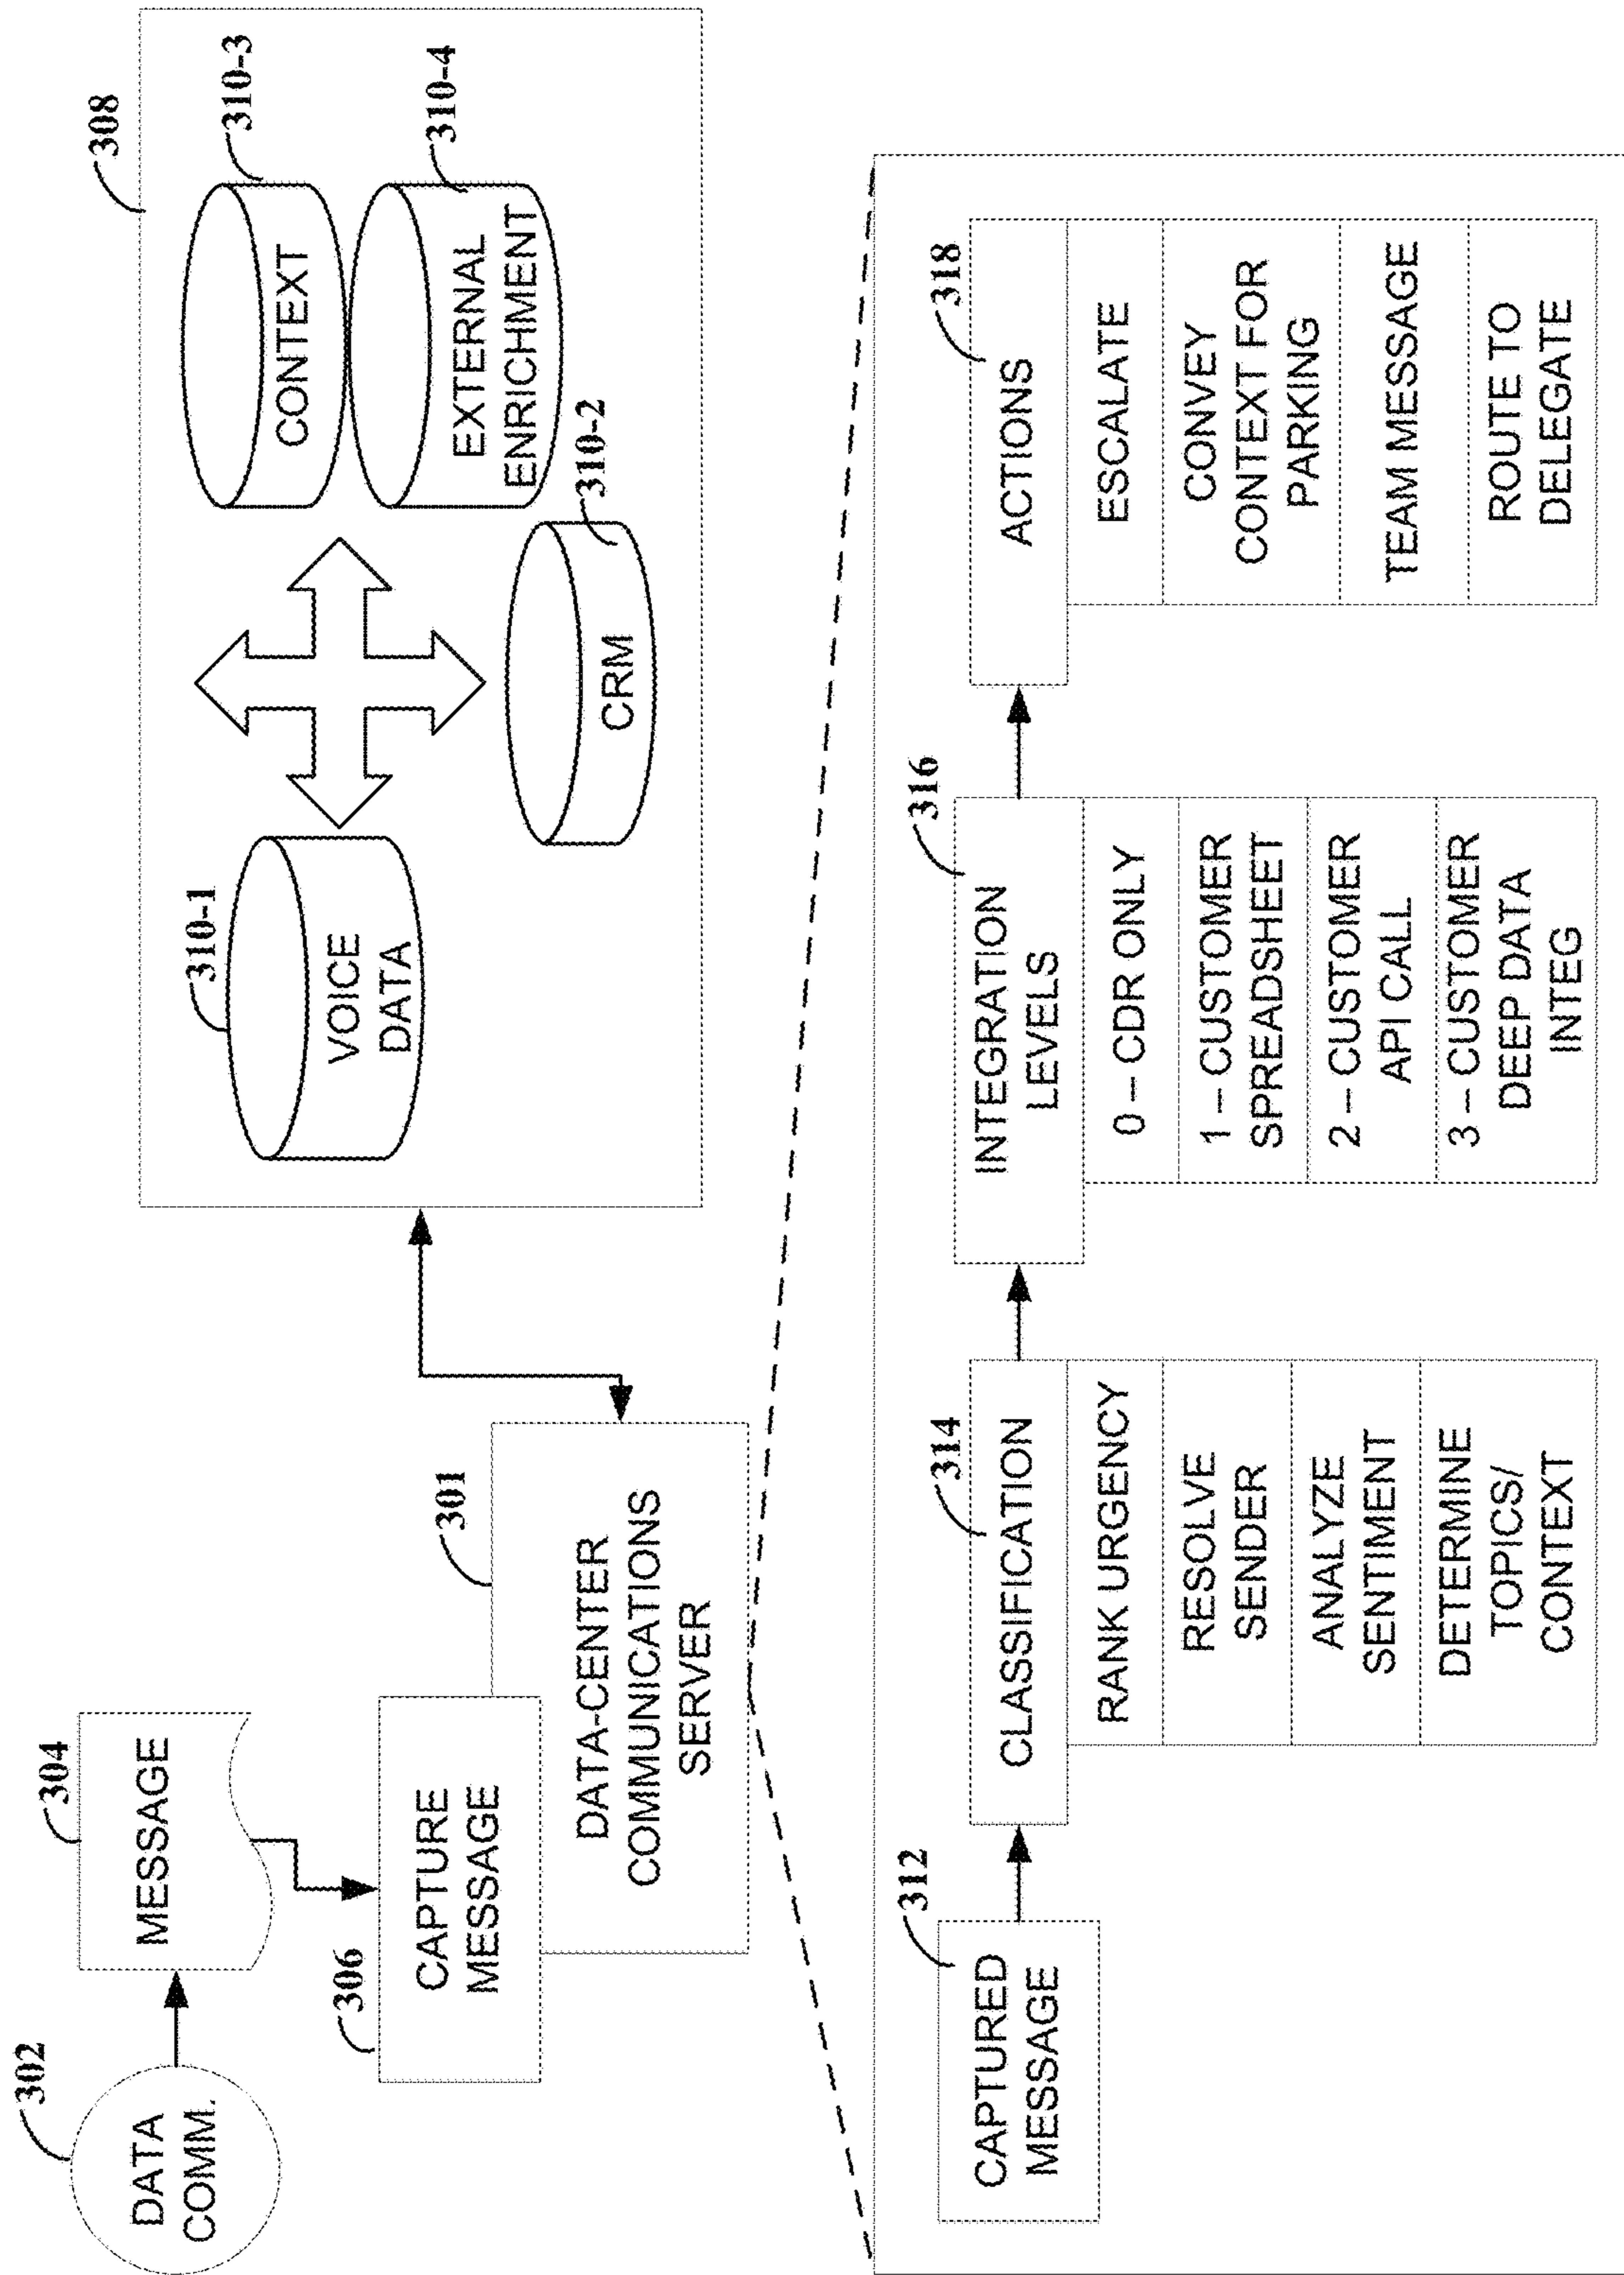 302
DATA
COMM.
304
MESSAGE
306
CAPTURE
MESSAGE
301
DATA-CENTER
COMMUNICATIONS
SERVER
308
310-1
VOICE
DATA
310-3
CONTEXT
310-4
EXTERNAL
ENRICHMENT
310-2
CRM
312
CAPTURED
MESSAGE
314
CLASSIFICATION
RANK URGENCY
RESOLVE
SENDER
ANALYZE
SENTIMENT
DETERMINE
TOPICS/
CONTEXT
316
INTEGRATION
LEVELS
0 – CDR ONLY
1 – CUSTOMER
SPREADSHEET
2 – CUSTOMER
API CALL
3 – CUSTOMER
DEEP DATA
INTEG
318
ACTIONS
ESCALATE
CONVEY
CONTEXT FOR
PARKING
TEAM MESSAGE
ROUTE TO
DELEGATE